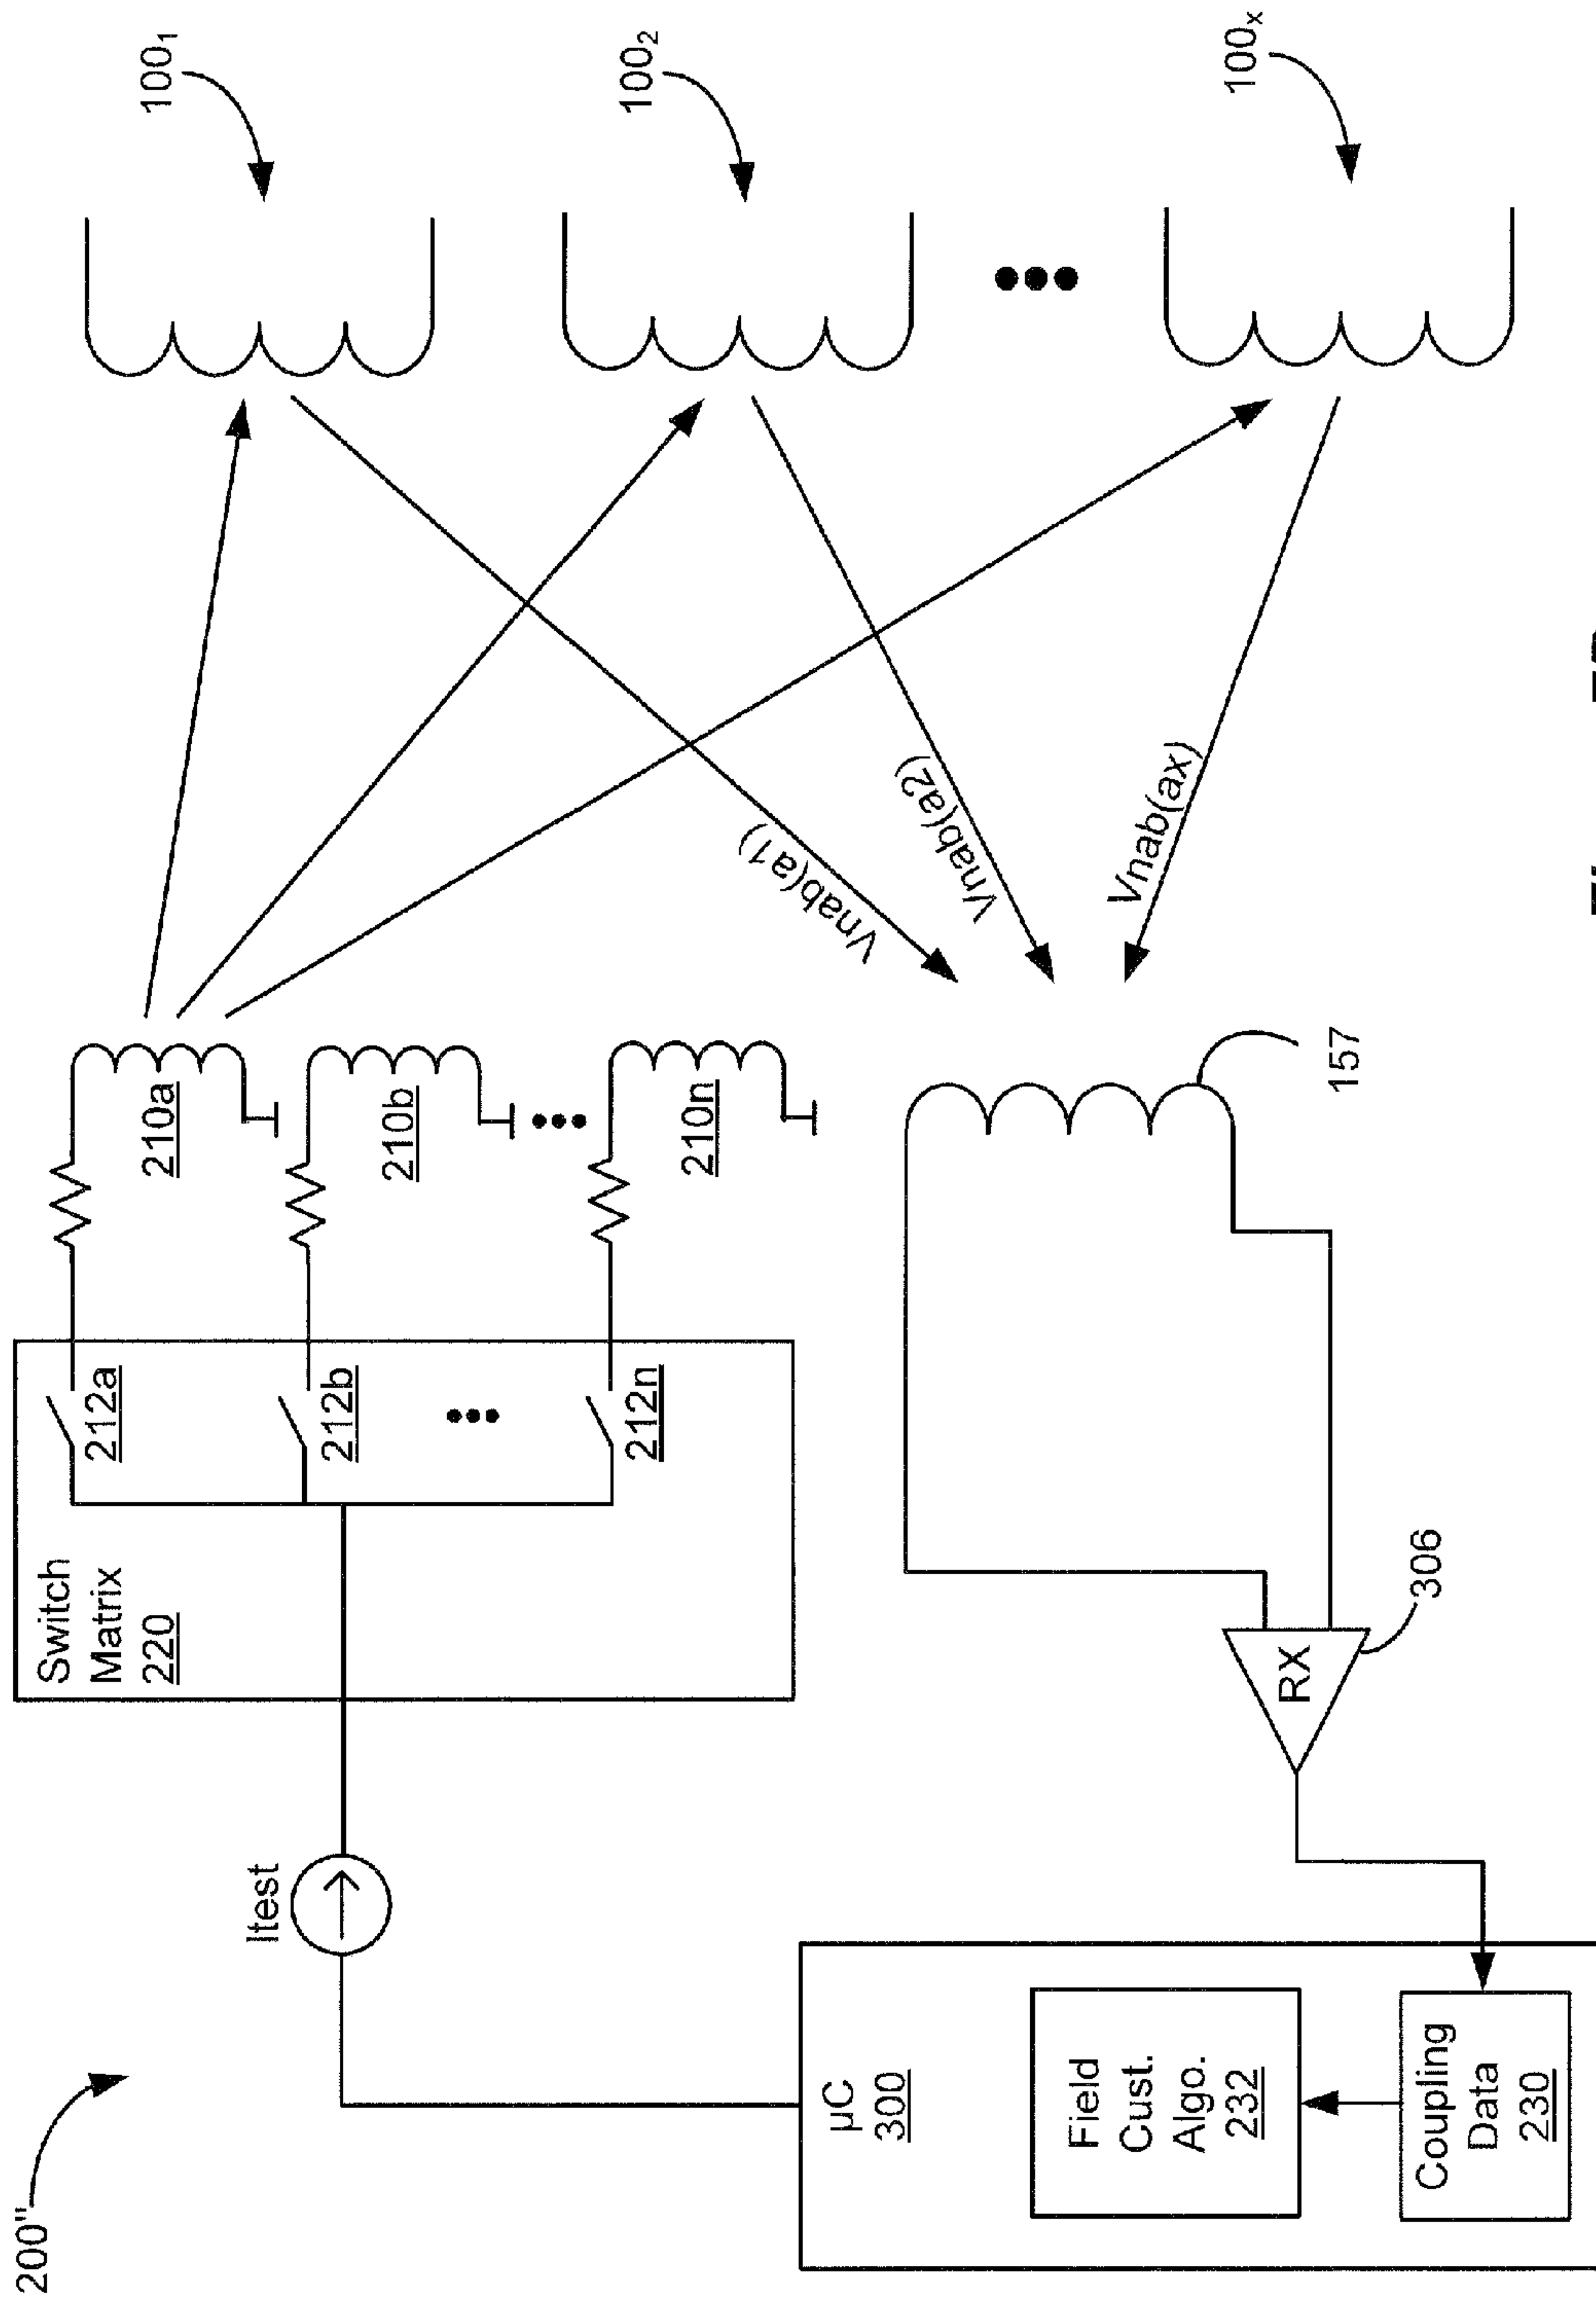 200"
Itest
Switch
Matrix
220
212a
212b
212n
210a
210b
210n
100₁
100₂
100ₓ
Vnab(a1)
Vnab(a2)
Vnab(ax)
157
RX
306
µC
300
Field
Cust.
Algo.
232
Coupling
Data
230